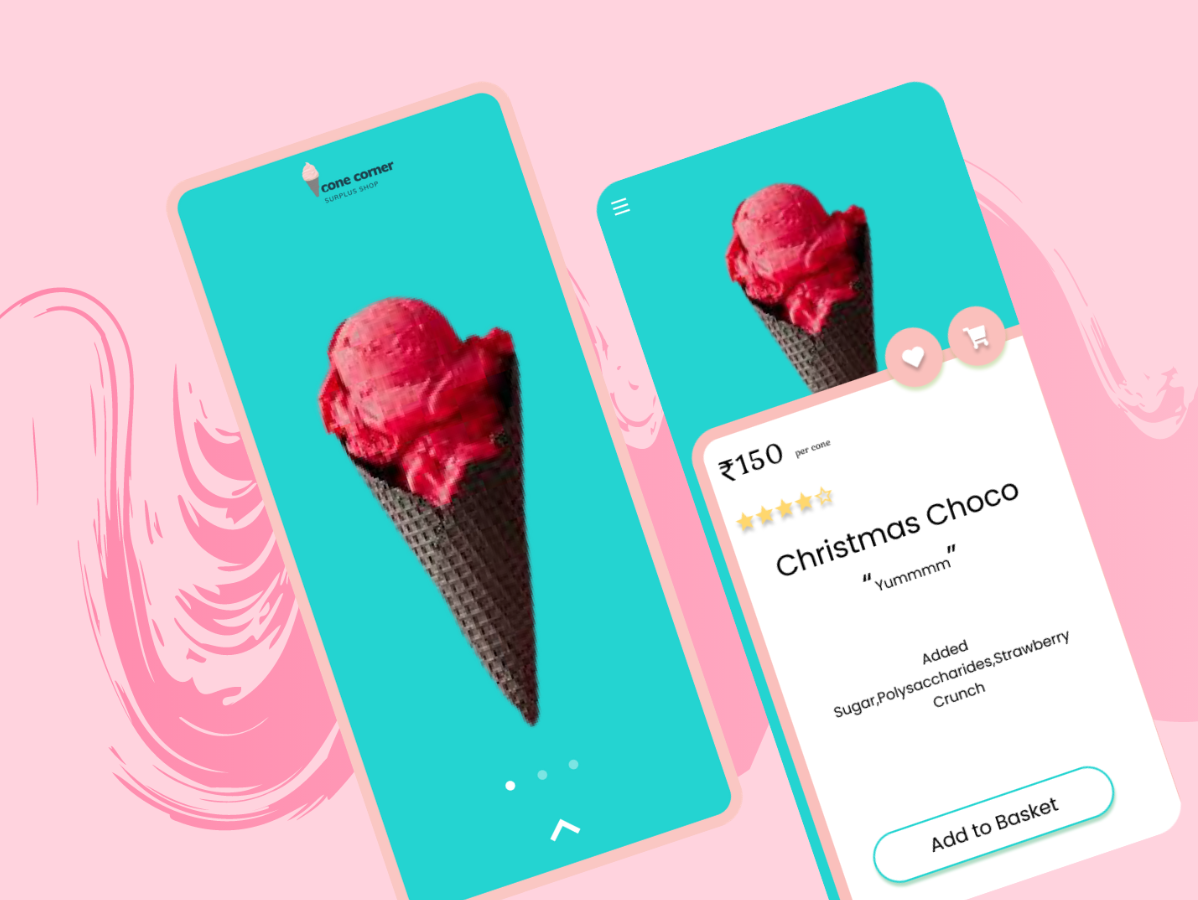 cone corner
SURPLUS SHOP
₹150 per cone
Christmas Choco
“Yummmm”
Added
Sugar,Polysaccharides,Strawberry
Crunch
Add to Basket